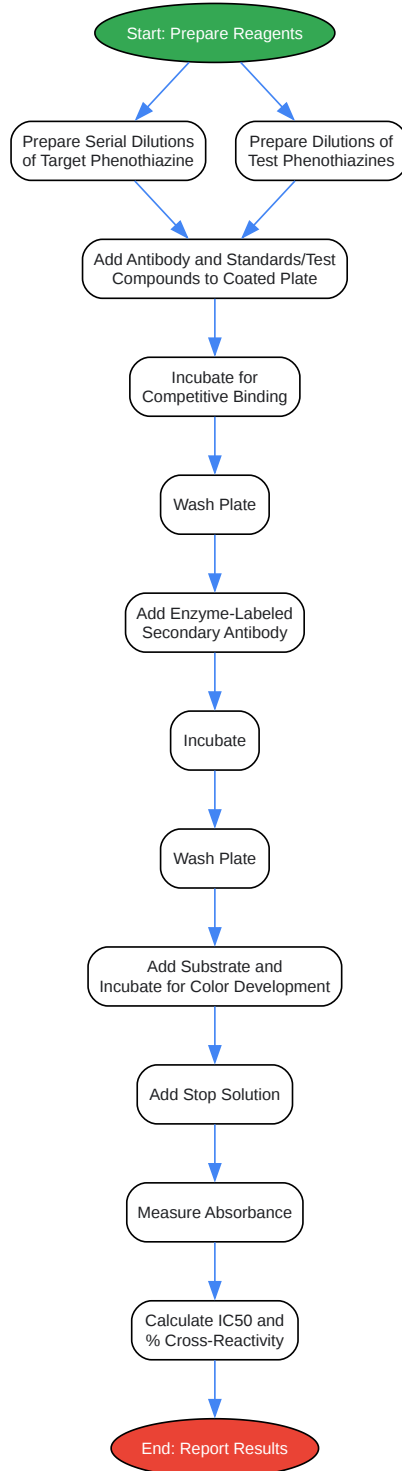 Start: Prepare Reagents
Prepare Serial Dilutions
of Target Phenothiazine
Prepare Dilutions of
Test Phenothiazines
Add Antibody and Standards/Test
Compounds to Coated Plate
Incubate for
Competitive Binding
Wash Plate
Add Enzyme-Labeled
Secondary Antibody
Incubate
Wash Plate
Add Substrate and
Incubate for Color Development
Add Stop Solution
Measure Absorbance
Calculate IC50 and
% Cross-Reactivity
End: Report Results